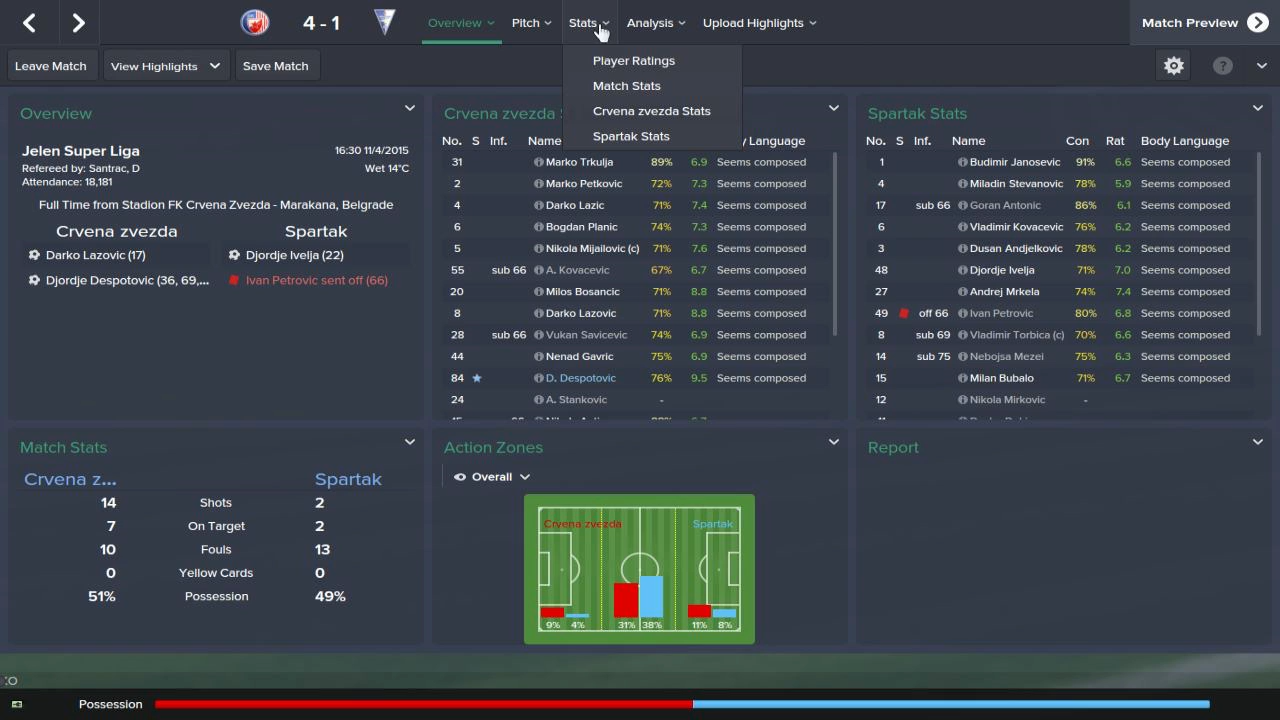 4 - 1
Overview
Pitch
Stats
Analysis
Upload Highlights
Match Preview
Leave Match
View Highlights
Save Match
?
Player Ratings
Match Stats
Crvena zvezda Stats
Spartak Stats
Overview
Jelen Super Liga
16:30 11/4/2015
Refereed by: Santrac, D
Wet 14°C
Attendance: 18,181
Full Time from Stadion FK Crvena Zvezda - Marakana, Belgrade
Crvena zvezda
Spartak
Darko Lazovic (17)
Djordje Ivelja (22)
Djordje Despotovic (36, 69,...
Ivan Petrovic sent off (66)
Crvena zvezda
No. S Inf. Name Language
31 Marko Trkulja 89% 6.9 Seems composed
2 Marko Petkovic 72% 7.3 Seems composed
4 Darko Lazic 71% 7.4 Seems composed
6 Bogdan Planic 74% 7.3 Seems composed
5 Nikola Mijailovic (c) 71% 7.6 Seems composed
55 sub 66 A. Kovacevic 67% 6.7 Seems composed
20 Milos Bosancic 71% 8.8 Seems composed
8 Darko Lazovic 71% 8.8 Seems composed
28 sub 66 Vukan Savicevic 74% 6.9 Seems composed
44 Nenad Gavric 75% 6.9 Seems composed
84 D. Despotovic 76% 9.5 Seems composed
24 A. Stankovic -
Spartak Stats
No. S Inf. Name Con Rat Body Language
1 Budimir Janosevic 91% 6.6 Seems composed
4 Miladin Stevanovic 78% 5.9 Seems composed
17 sub 66 Goran Antonic 86% 6.1 Seems composed
6 Vladimir Kovacevic 76% 6.2 Seems composed
3 Dusan Andjelkovic 78% 6.2 Seems composed
48 Djordje Ivelja 71% 7.0 Seems composed
27 Andrej Mrkela 74% 7.4 Seems composed
49 off 66 Ivan Petrovic 80% 6.8 Seems composed
8 sub 69 Vladimir Torbica (c) 70% 6.6 Seems composed
14 sub 75 Nebojsa Mezei 75% 6.3 Seems composed
15 Milan Bubalo 71% 6.7 Seems composed
12 Nikola Mirkovic -
Match Stats
Crvena z... Spartak
14 Shots 2
7 On Target 2
10 Fouls 13
0 Yellow Cards 0
51% Possession 49%
Action Zones
Overall
Crvena zvezda Spartak
9% 4% 31% 38% 11% 8%
Report
:O
Possession